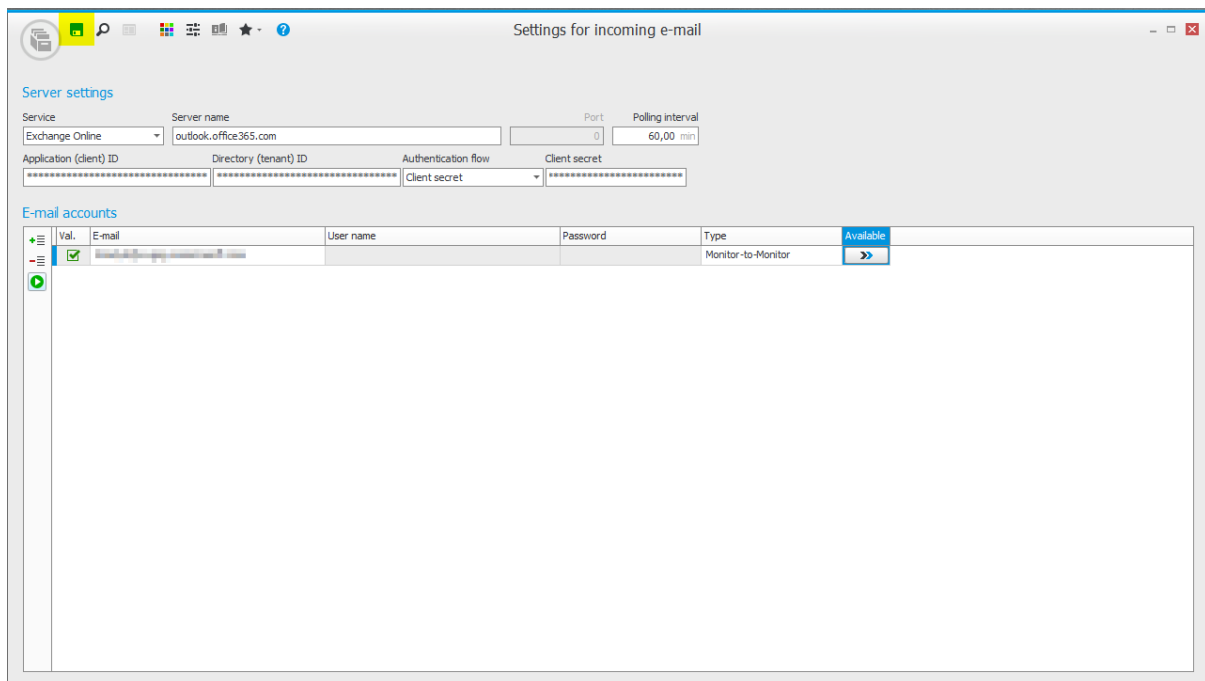 Settings for incoming e-mail
Server settings
Service Server name Port Polling interval
Exchange Online outlook.office365.com 0 60,00 min
Application (client) ID Directory (tenant) ID Authentication flow Client secret
******************************** ******************************** Client secret ************************
E-mail accounts
Val. E-mail User name Password Type Available
Monitor-to-Monitor